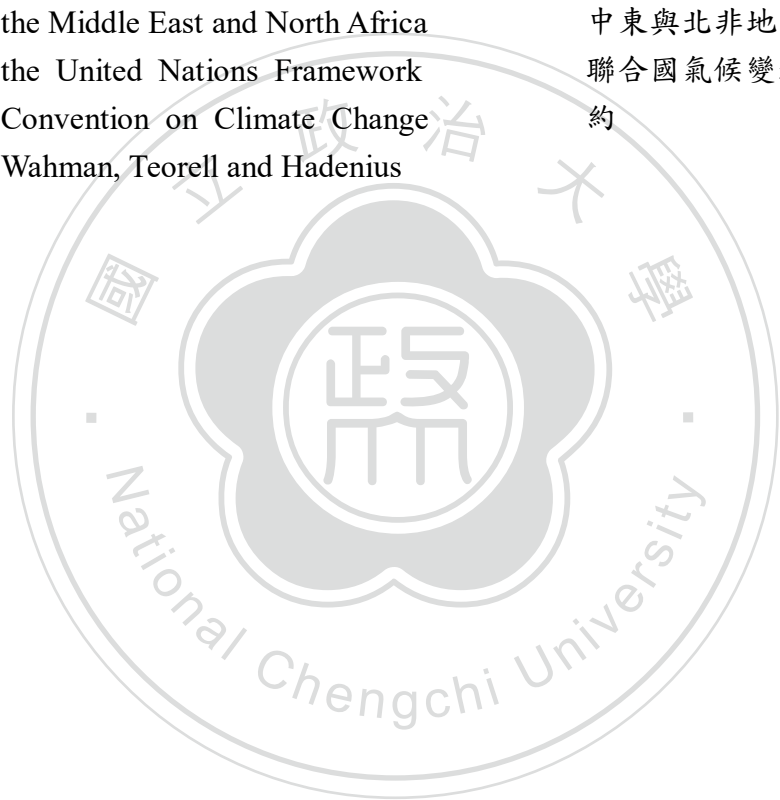 the Middle East and North Africa 中東與北非地
the United Nations Framework 聯合國氣候變
Convention on Climate Change 約
Wahman, Teorell and Hadenius
國立政治大學
政
National Chengchi University